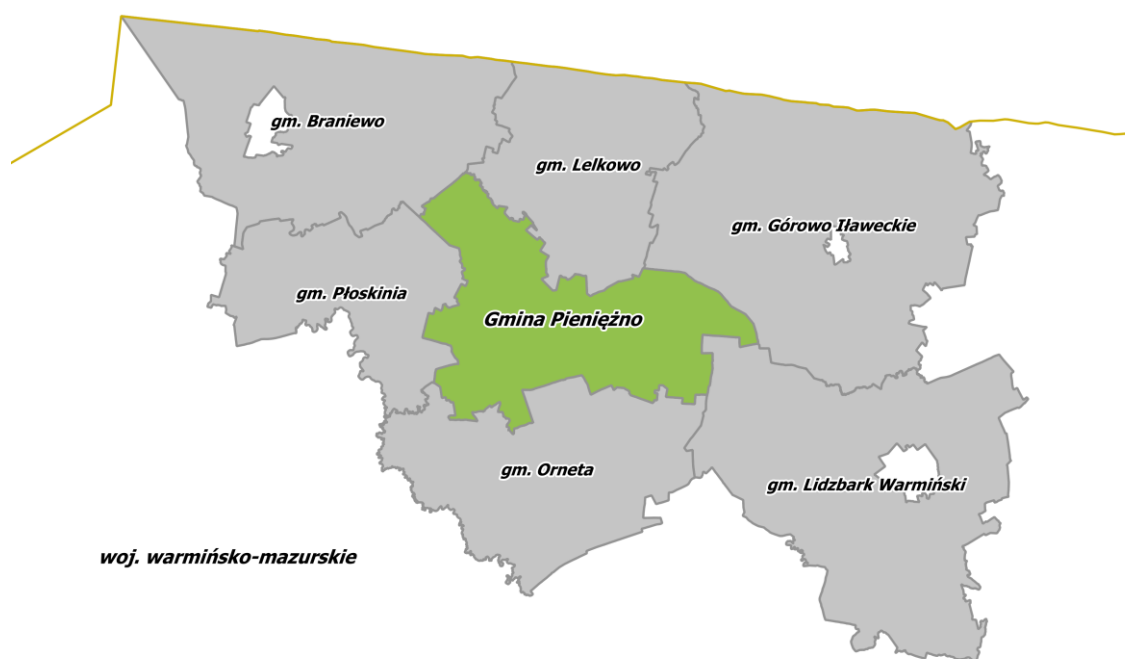 gm. Braniewo
gm. Lelkowo
gm. Górowo Iławeckie
gm. Płoskinia
Gmina Pieniężno
gm. Orneta
gm. Lidzbark Warmiński
woj. warmińsko-mazurskie